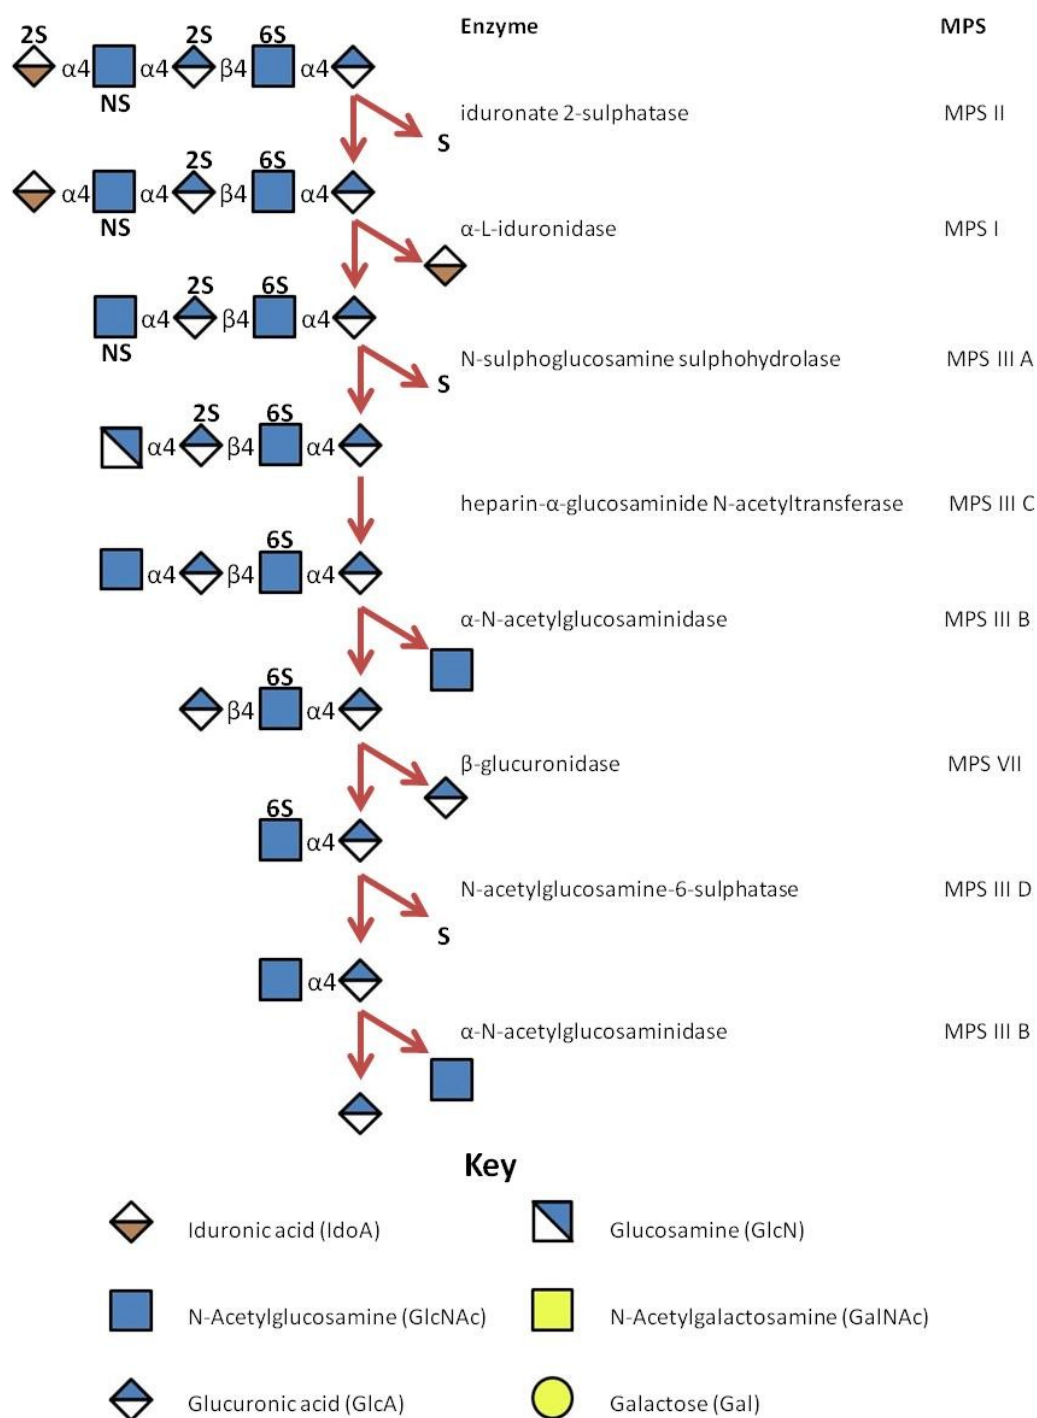 Enzyme MPS
2S 2S 6S
α4 α4 β4 α4
NS
iduronate 2-sulphatase MPS II
S
2S 6S
α4 α4 β4 α4
NS
α-L-iduronidase MPS I
2S 6S
α4 β4 α4
NS
N-sulphoglucosamine sulphohydrolase MPS III A
S
2S 6S
α4 β4 α4
heparin-α-glucosaminide N-acetyltransferase MPS III C
6S
α4 β4 α4
α-N-acetylglucosaminidase MPS III B
6S
β4 α4
β-glucuronidase MPS VII
6S
α4
N-acetylglucosamine-6-sulphatase MPS III D
S
α4
α-N-acetylglucosaminidase MPS III B
Key
Iduronic acid (IdoA) Glucosamine (GlcN)
N-Acetylglucosamine (GlcNAc) N-Acetylgalactosamine (GalNAc)
Glucuronic acid (GlcA) Galactose (Gal)